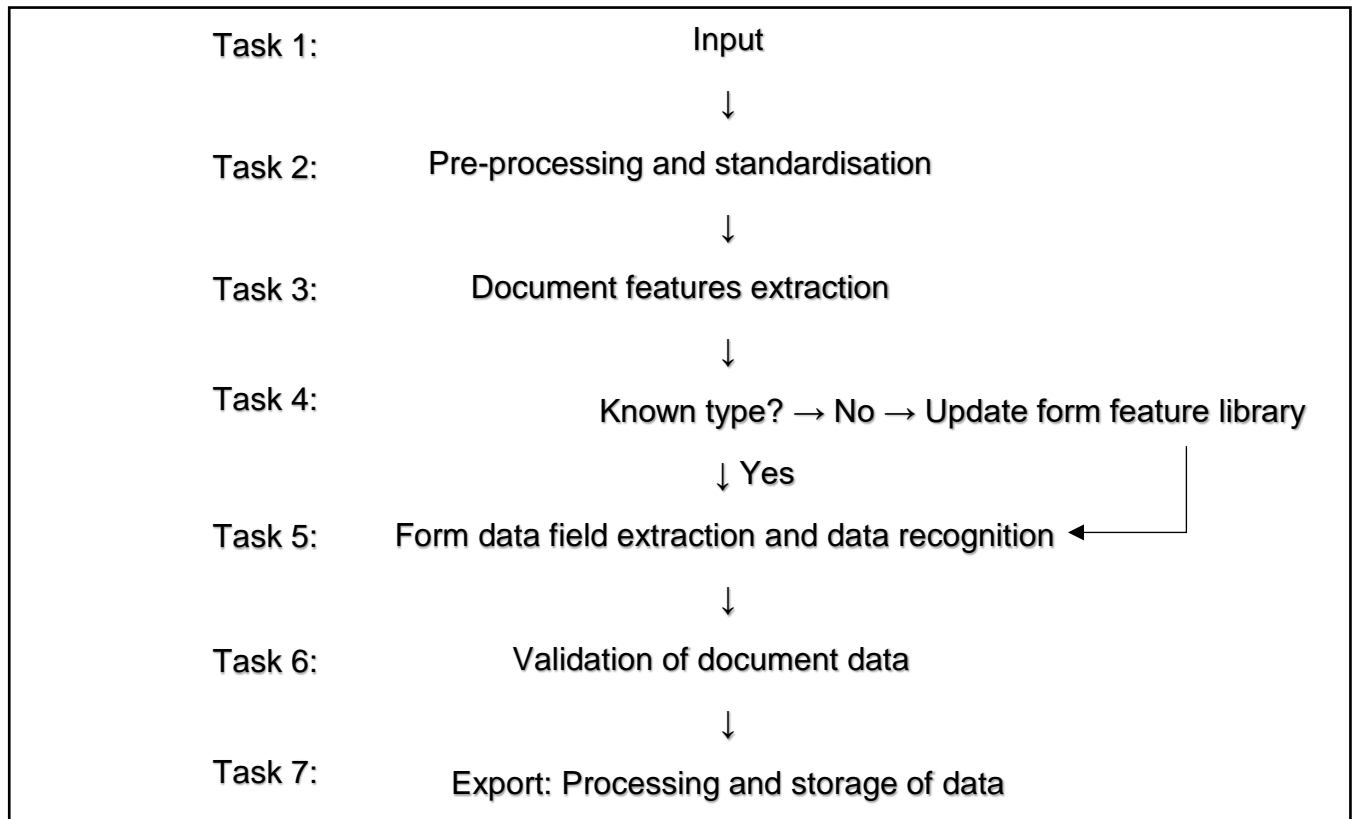 Task 1: Input
↓
Task 2: Pre-processing and standardisation
↓
Task 3: Document features extraction
↓
Task 4: Known type? → No → Update form feature library
↓ Yes
Task 5: Form data field extraction and data recognition
↓
Task 6: Validation of document data
↓
Task 7: Export: Processing and storage of data